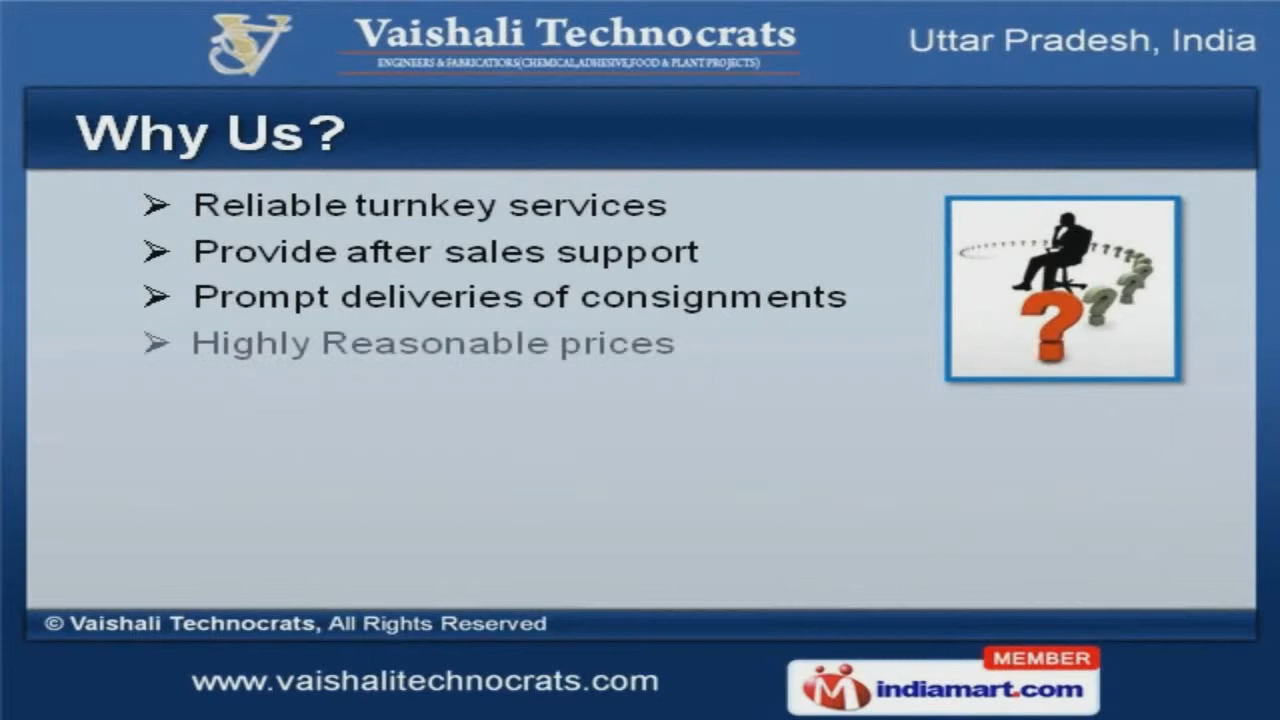 Vaishali Technocrats
ENGINEERS & FABRICATIORS(CHEMICAL,ADHESIVE,FOOD & PLANT PROJECTS)
Uttar Pradesh, India
Why Us?
➢ Reliable turnkey services
➢ Provide after sales support
➢ Prompt deliveries of consignments
➢ Highly Reasonable prices
© Vaishali Technocrats, All Rights Reserved
www.vaishalitechnocrats.com
MEMBER
indiamart.com